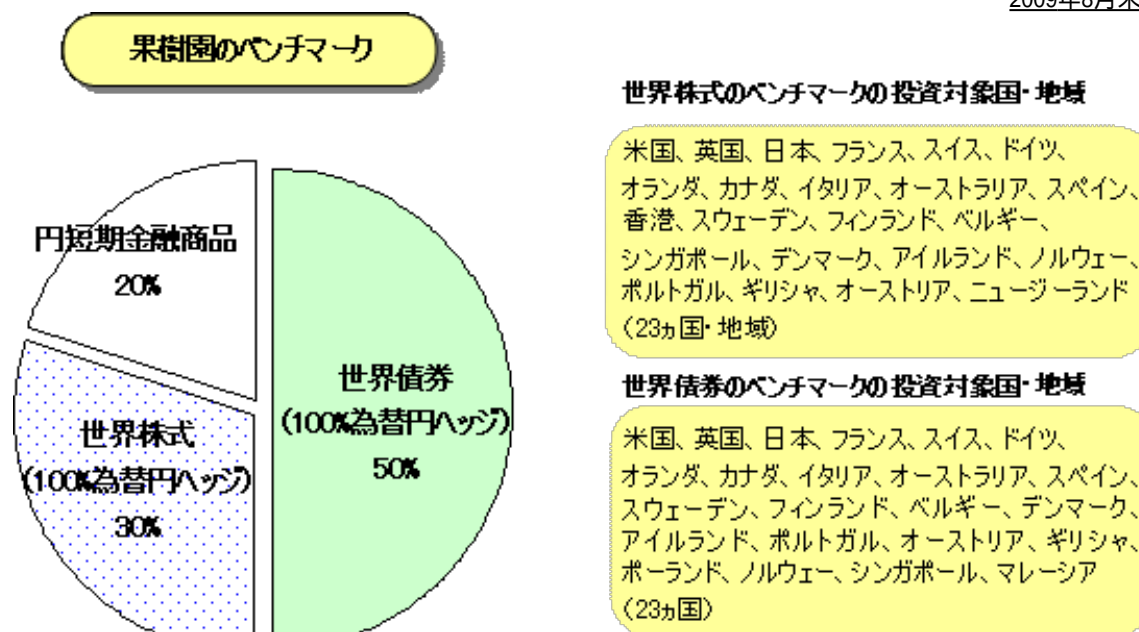 2009年8月末
果樹園のベンチマーク
円短期金融商品
20%
世界株式
(100%為替円ヘッジ)
30%
世界債券
(100%為替円ヘッジ)
50%
世界株式のベンチマークの投資対象国・地域
米国、英国、日本、フランス、スイス、ドイツ、
オランダ、カナダ、イタリア、オーストラリア、スペイン、
香港、スウェーデン、フィンランド、ベルギー、
シンガポール、デンマーク、アイルランド、ノルウェー、
ポルトガル、ギリシャ、オーストリア、ニュージーランド
(23ヵ国・地域)
世界債券のベンチマークの投資対象国・地域
米国、英国、日本、フランス、スイス、ドイツ、
オランダ、カナダ、イタリア、オーストラリア、スペイン、
スウェーデン、フィンランド、ベルギー、デンマーク、
アイルランド、ポルトガル、オーストリア、ギリシャ、
ポーランド、ノルウェー、シンガポール、マレーシア
(23ヵ国)